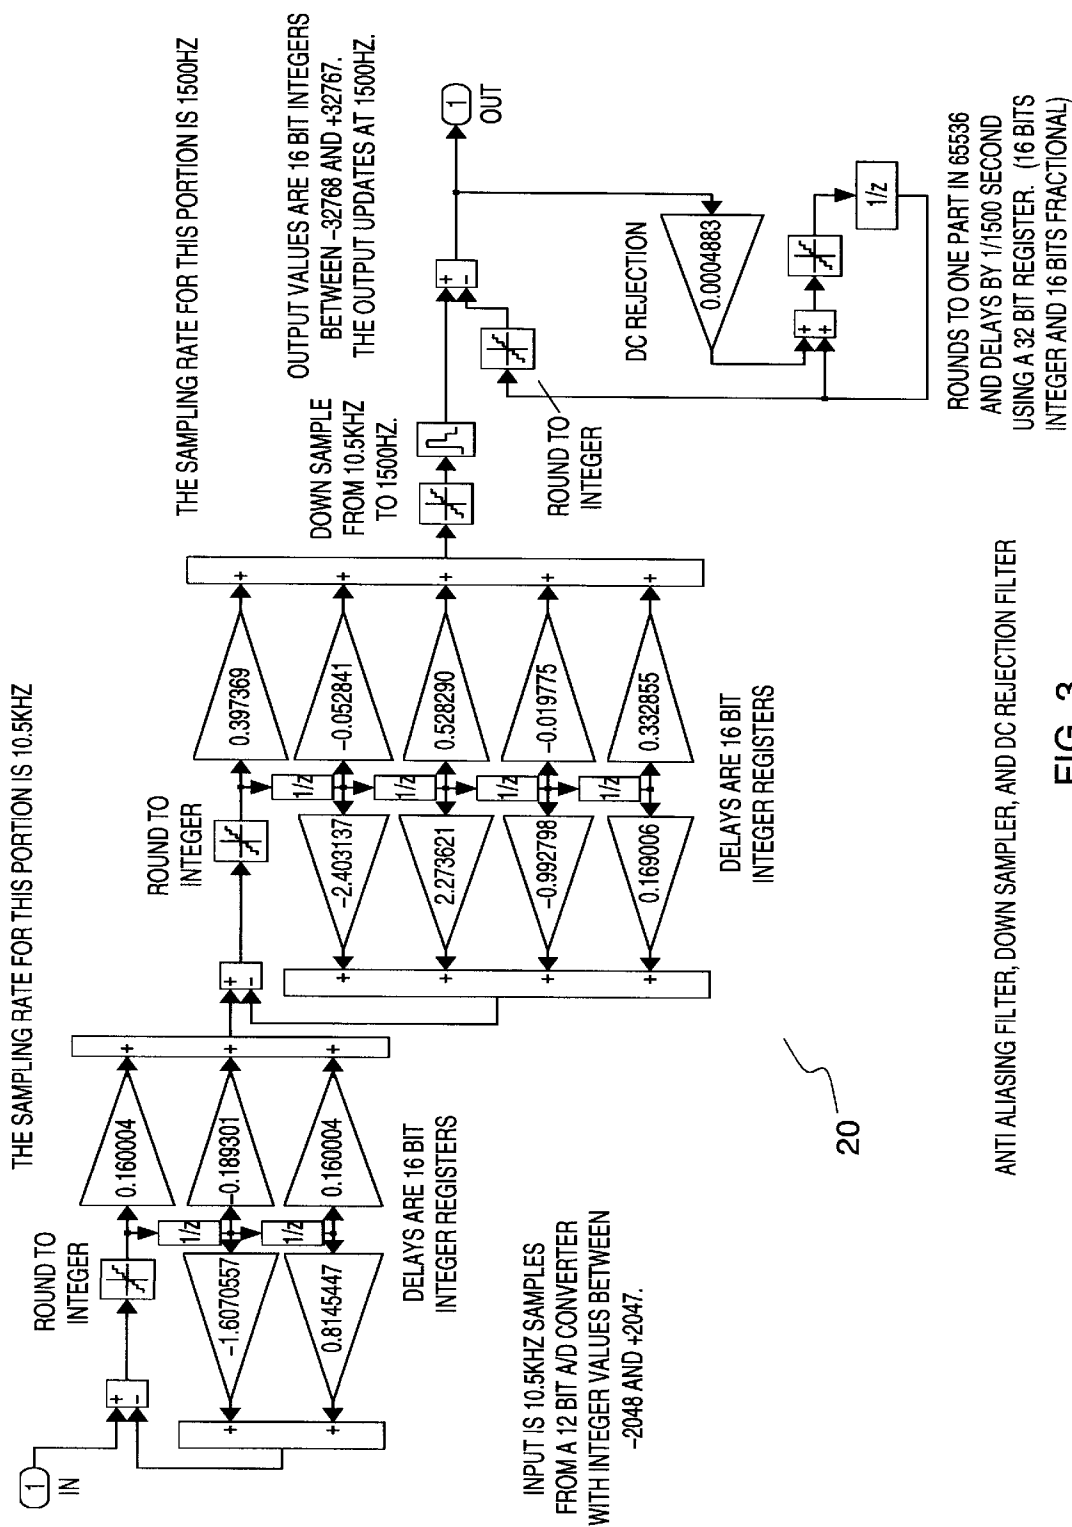 THE SAMPLING RATE FOR THIS PORTION IS 10.5KHZ
THE SAMPLING RATE FOR THIS PORTION IS 1500HZ
1
IN
+
-
ROUND TO
INTEGER
0.160004
+
-1.6070557
+
1/z
-0.189301
+
0.8145447
+
1/z
0.160004
+
DELAYS ARE 16 BIT
INTEGER REGISTERS
INPUT IS 10.5KHZ SAMPLES
FROM A 12 BIT A/D CONVERTER
WITH INTEGER VALUES BETWEEN
-2048 AND +2047.
+
-
ROUND TO
INTEGER
0.397369
+
1/z
-2.403137
+
-0.052841
+
1/z
2.273621
+
0.528290
+
1/z
-0.992798
+
-0.019775
+
1/z
0.169006
+
0.332855
+
DELAYS ARE 16 BIT
INTEGER REGISTERS
DOWN SAMPLE
FROM 10.5KHZ
TO 1500HZ.
OUTPUT VALUES ARE 16 BIT INTEGERS
BETWEEN -32768 AND +32767.
THE OUTPUT UPDATES AT 1500HZ.
+
-
1
OUT
ROUND TO
INTEGER
DC REJECTION
0.0004883
+
+
1/z
ROUNDS TO ONE PART IN 65536
AND DELAYS BY 1/1500 SECOND
USING A 32 BIT REGISTER. (16 BITS
INTEGER AND 16 BITS FRACTIONAL)
20
ANTI ALIASING FILTER, DOWN SAMPLER, AND DC REJECTION FILTER
FIG. 3